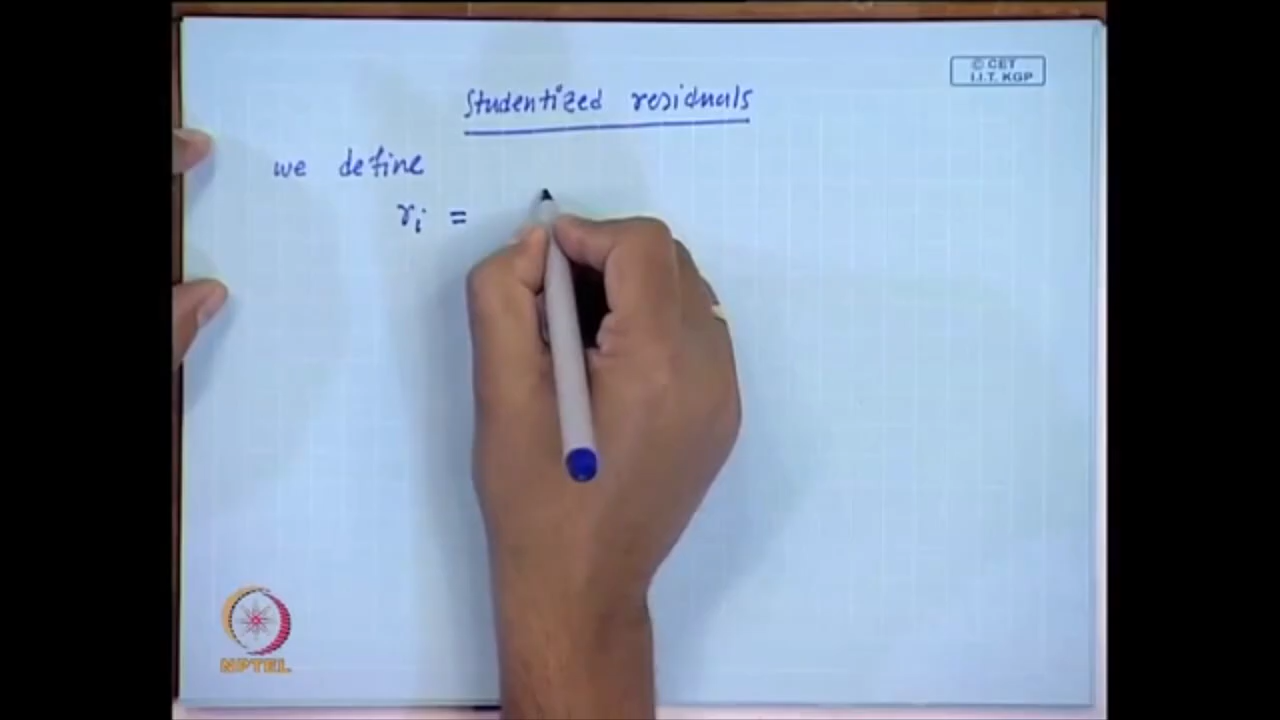 © CET
I.I.T. KGP
Studentized residuals
we define
ri =
NPTEL